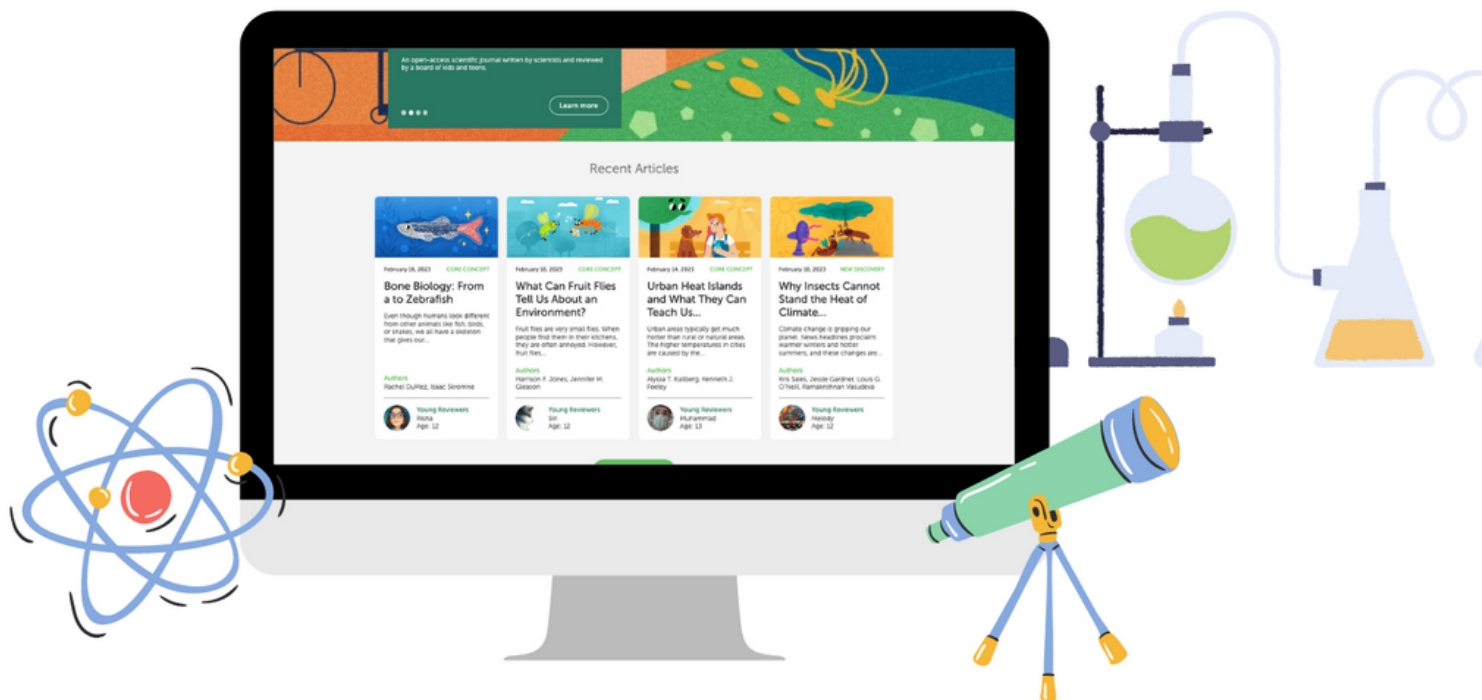 An open-access scientific journal written by scientists and reviewed
by a board of kids and teens.
Learn more
Recent Articles
February 16, 2023 CORE CONCEPT
Bone Biology: From
a to Zebrafish
Even though humans look different
from other animals like fish, birds,
or snakes, we all have a skeleton
that gives our...
Authors
Rachel DuMez, Isaac Skromne
Young Reviewers
Risha
Age: 12
CORE CONCEPT
What Can Fruit Flies
Tell Us About an
Environment?
Fruit flies are very small flies. When
people find them in their kitchens,
they are often annoyed. However,
fruit flies...
Authors
Harrison F. Jones, Jennifer M.
Gleason
Young Reviewers
Siri
Age: 12
February 14, 2023 CORE CONCEPT
Urban Heat Islands
and What They Can
Teach Us...
Urban areas typically get much
hotter than rural or natural areas.
The higher temperatures in cities
are caused by the...
Authors
Alyssa T. Kullberg, Kenneth J.
Feeley
Young Reviewers
Muhammad
Age: 13
February 10, 2023 NEW DISCOVERY
Why Insects Cannot
Stand the Heat of
Climate...
Climate change is gripping our
planet. News headlines proclaim
warmer winters and hotter
summers, and these changes are...
Authors
Kris Sales, Jessie Gardner, Louis G.
O'Neill, Ramakrishnan Vasudeva
Young Reviewers
Melody
Age: 12